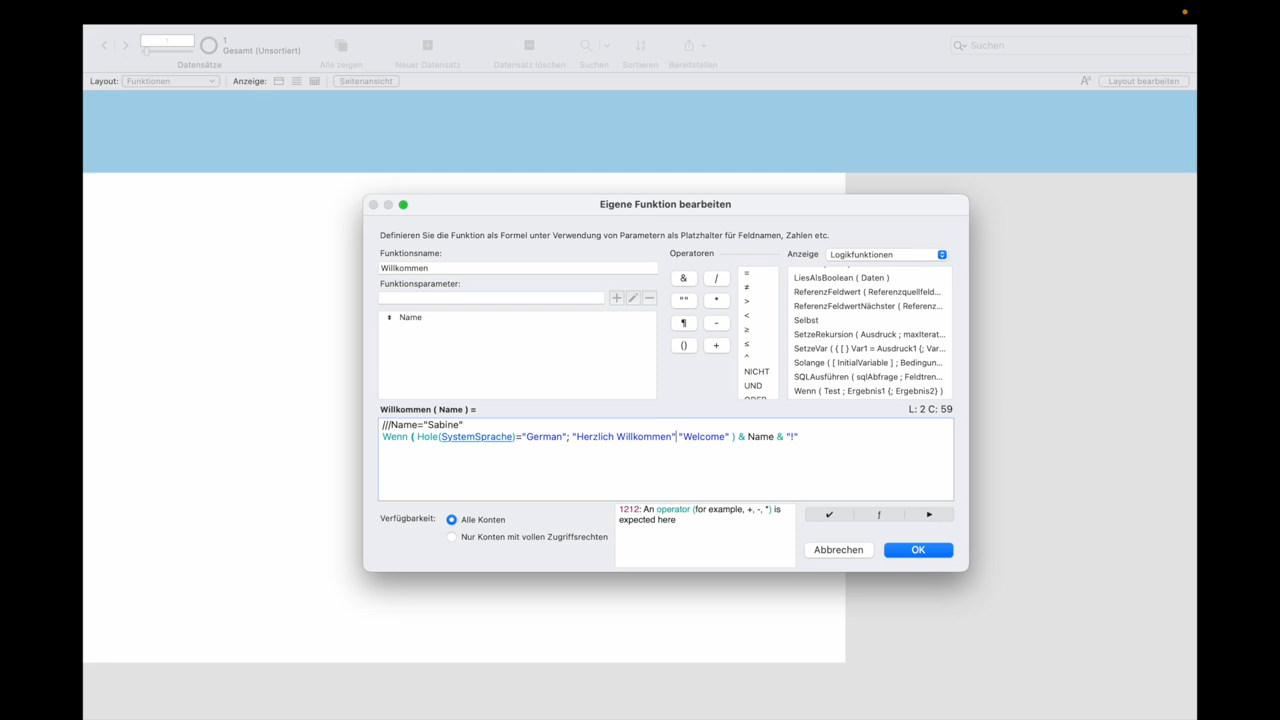 1
1
Gesamt (Unsortiert)
Datensätze
Alle zeigen
Neuer Datensatz
Datensatz löschen
Suchen
Sortieren
Bereitstellen
Suchen
Layout: Funktionen
Anzeige:
Seitenansicht
Layout bearbeiten
Eigene Funktion bearbeiten
Definieren Sie die Funktion als Formel unter Verwendung von Parametern als Platzhalter für Feldnamen, Zahlen etc.
Funktionsname:
Willkommen
Funktionsparameter:
Name
Operatoren
& /
"" *
¶ -
() +
=
≠
>
<
≥
≤
^
NICHT
UND
ODER
Anzeige Logikfunktionen
LiesAlsBoolean ( Daten )
ReferenzFeldwert ( Referenzquellfeld...
ReferenzFeldwertNächster ( Referenz...
Selbst
SetzeRekursion ( Ausdruck ; maxIterat...
SetzeVar ( { [ } Var1 = Ausdruck1 {; Var...
Solange ( [ InitialVariable ] ; Bedingun...
SQLAusführen ( sqlAbfrage ; Feldtren...
Wenn ( Test ; Ergebnis1 {; Ergebnis2} )
Willkommen ( Name ) =
L: 2 C: 59
///Name="Sabine"
Wenn ( Hole(SystemSprache)="German"; "Herzlich Willkommen" "Welcome" ) & Name & "!"
Verfügbarkeit: Alle Konten
Nur Konten mit vollen Zugriffsrechten
1212: An operator (for example, +, -, *) is
expected here
✔ ƒ ►
Abbrechen
OK